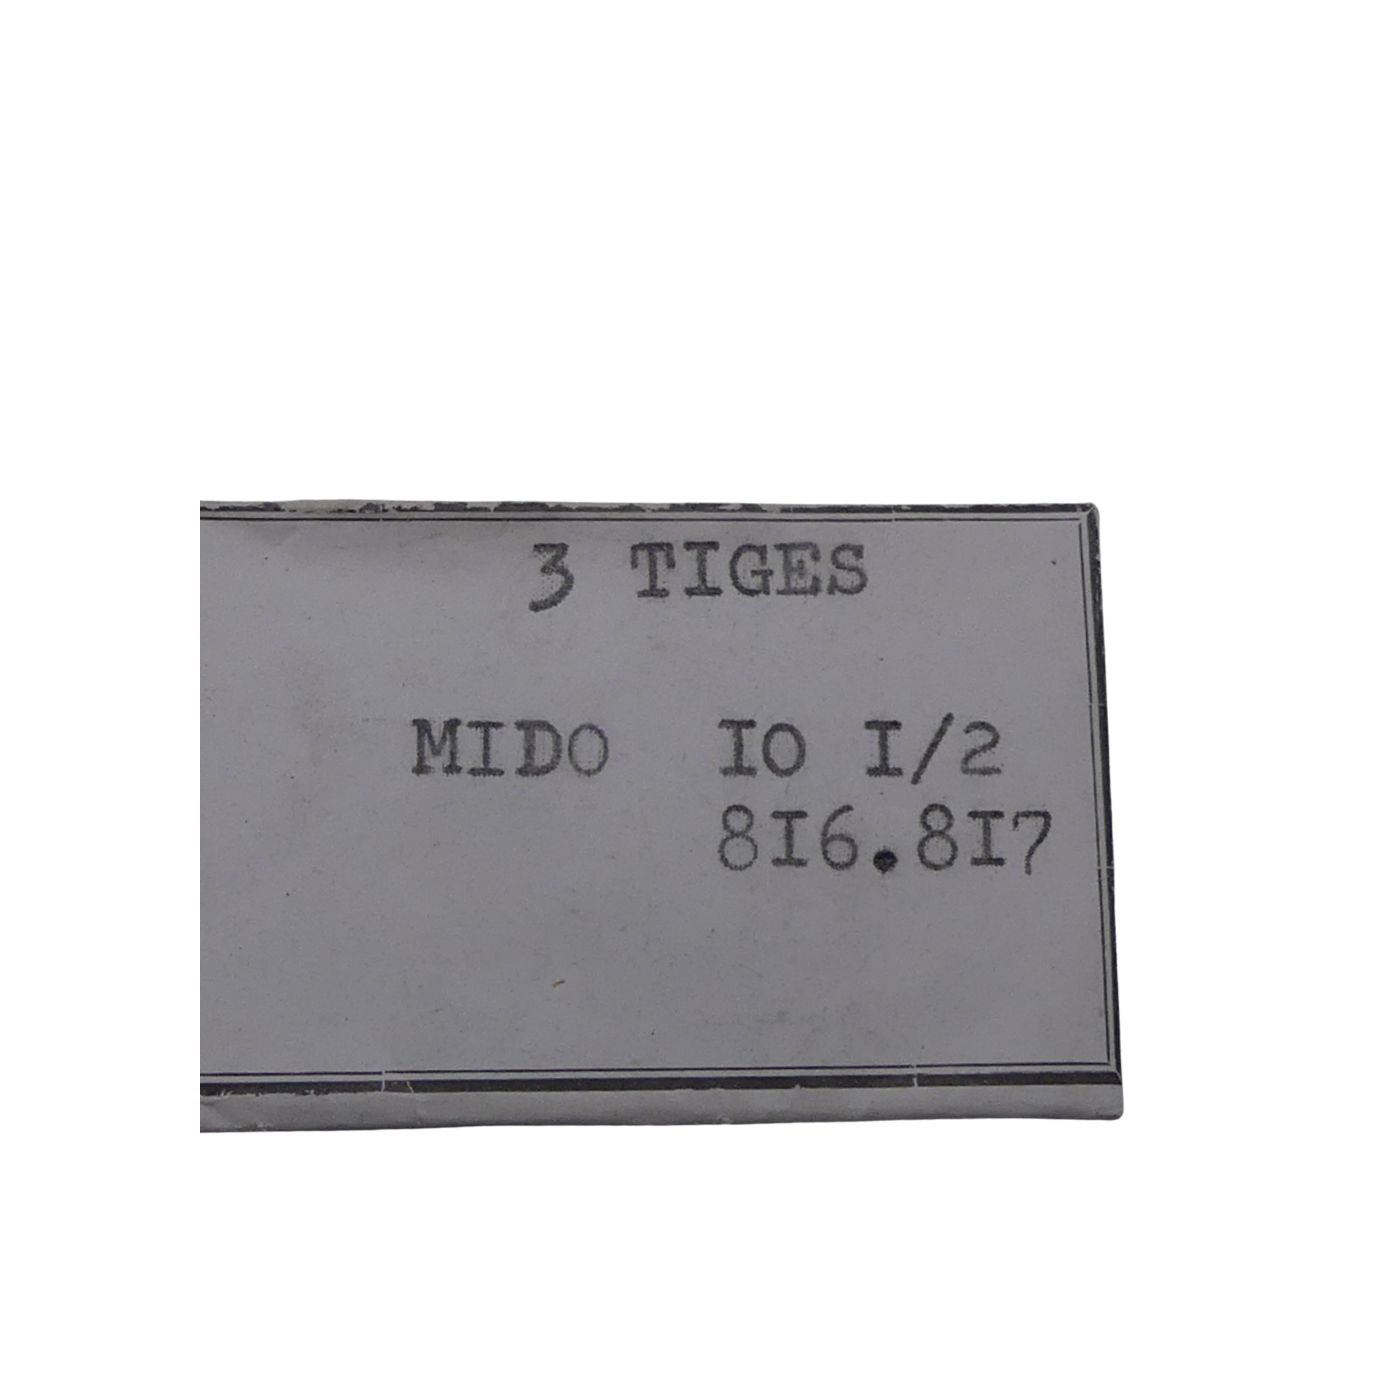 3 TIGES
MIDO IO I/2
8I6.8I7